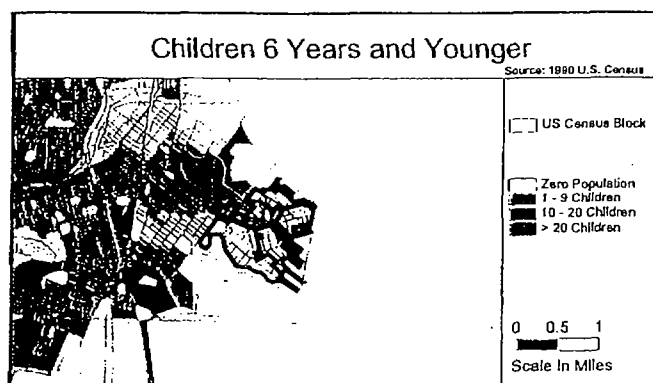 Children 6 Years and Younger
Source: 1990 U.S. Census
US Census Block
Zero Population
1 - 9 Children
10 - 20 Children
> 20 Children
0 0.5 1
Scale In Miles